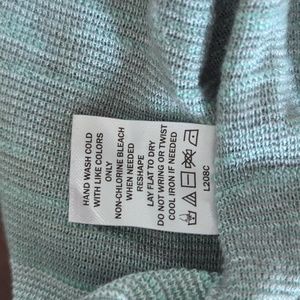 HAND WASH COLD
WITH LIKE COLORS
ONLY
NON-CHLORINE BLEACH
WHEN NEEDED
RESHAPE
LAY FLAT TO DRY
DO NOT WRING OR TWIST
COOL IRON IF NEEDED
L208C